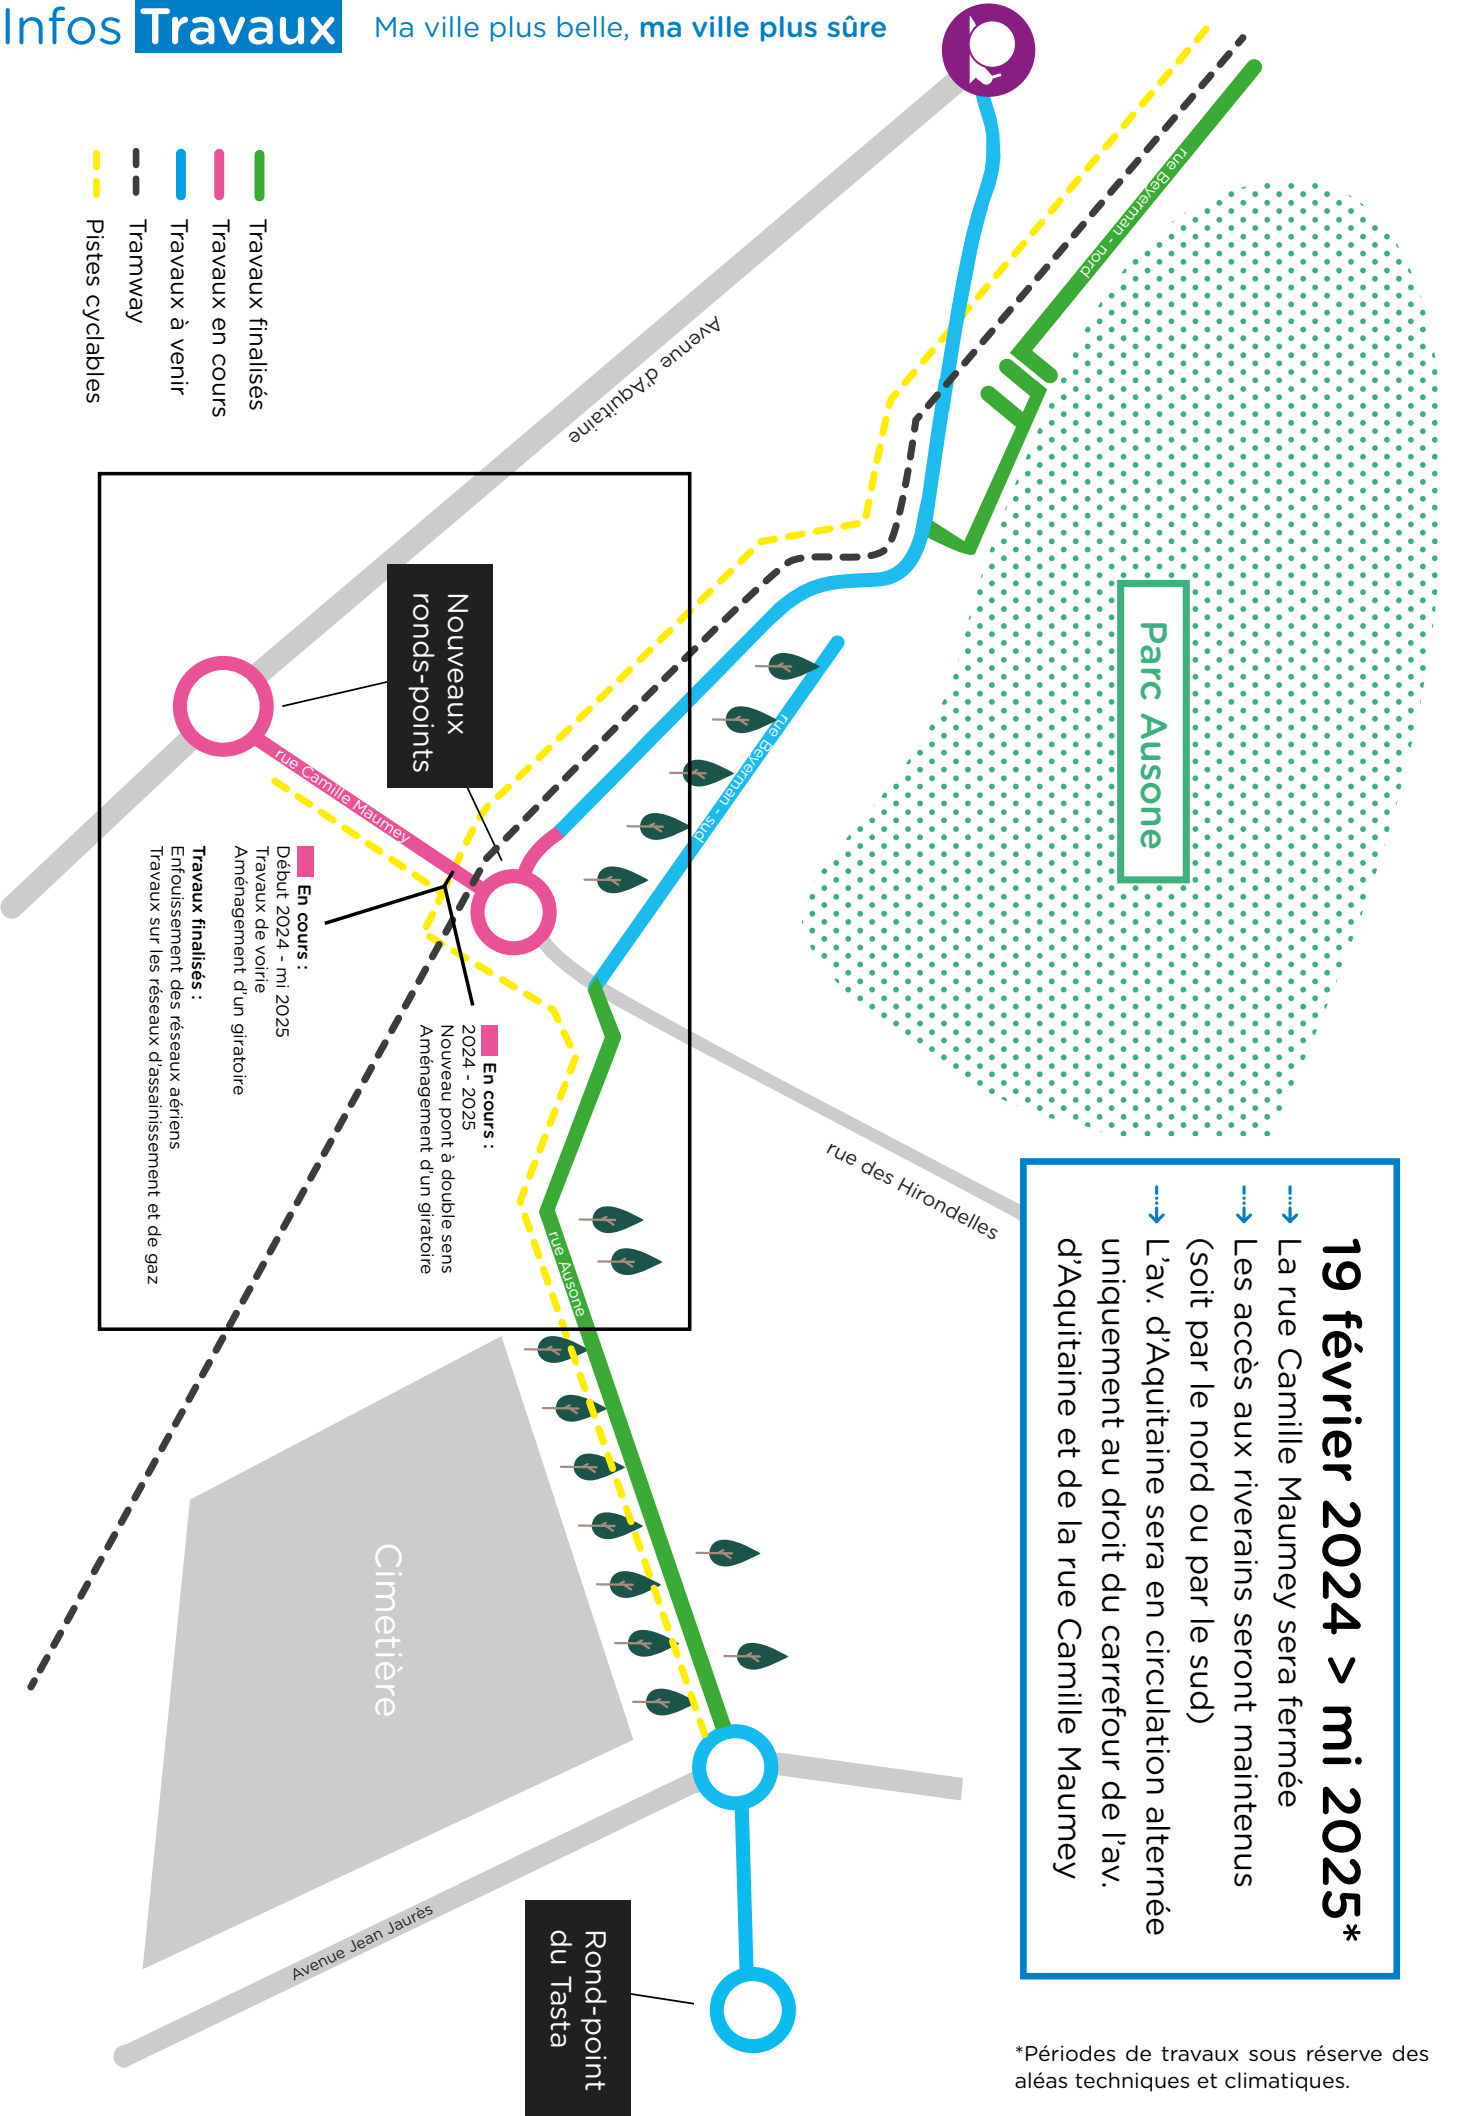 Infos Travaux
Ma ville plus belle, ma ville plus sûre
Travaux finalisés
Travaux en cours
Travaux à venir
Tramway
Pistes cyclables
rue Beyerman - nord
Avenue d'Aquitaine
Parc Ausone
Nouveaux
ronds-points
rue Beyerman - sud
rue Camille Maumey
En cours :
Début 2024 - mi 2025
Travaux de voirie
Aménagement d'un giratoire
Travaux finalisés :
Enfouissement des réseaux aériens
Travaux sur les réseaux d'assainissement et de gaz
En cours :
2024 - 2025
Nouveau pont à double sens
Aménagement d'un giratoire
rue des Hirondelles
rue Ausone
Cimetière
Avenue Jean Jaurès
Rond-point
du Tasta
19 février 2024 > mi 2025*
La rue Camille Maumey sera fermée
Les accès aux riverains seront maintenus
(soit par le nord ou par le sud)
L'av. d'Aquitaine sera en circulation alternée
uniquement au droit du carrefour de l'av.
d'Aquitaine et de la rue Camille Maumey
*Périodes de travaux sous réserve des
aléas techniques et climatiques.